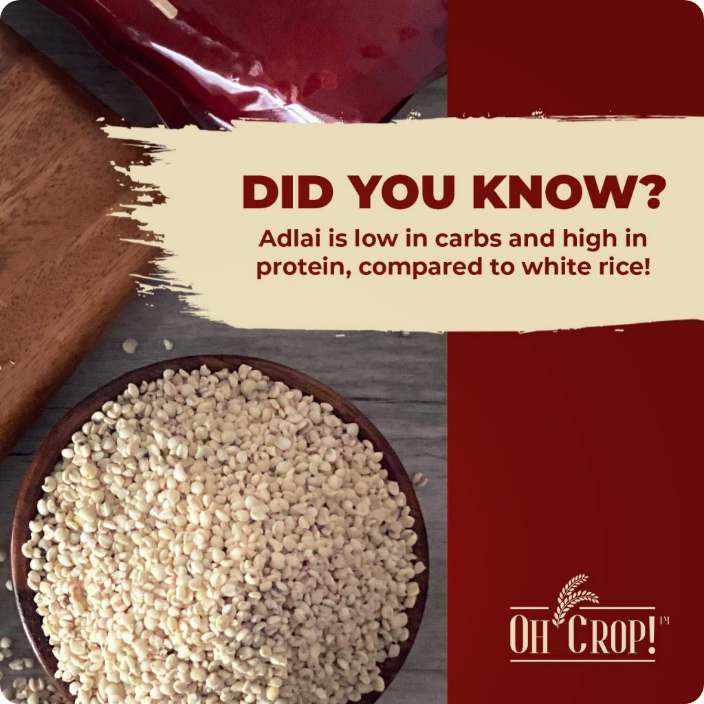 DID YOU KNOW?
Adlai is low in carbs and high in
protein, compared to white rice!
OH CROP!™